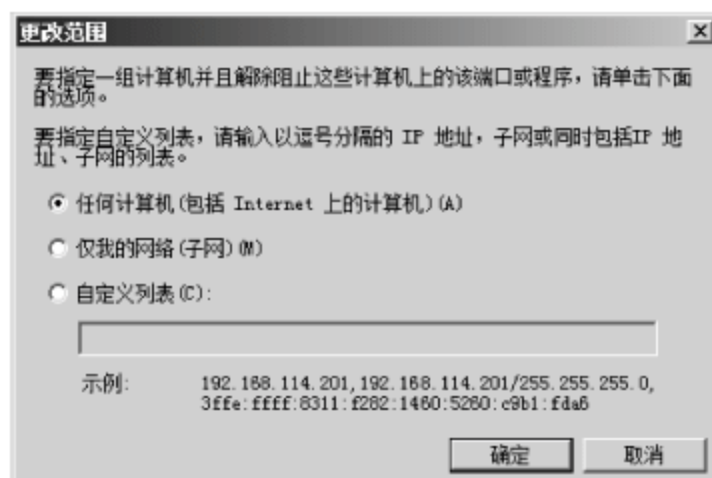 更改范围
要指定一组计算机并且解除阻止这些计算机上的该端口或程序，请单击下面
的选项。
要指定自定义列表，请输入以逗号分隔的 IP 地址，子网或同时包括IP 地
址、子网的列表。
任何计算机(包括 Internet 上的计算机)(A)
仅我的网络(子网)(M)
自定义列表(C):
示例: 192.168.114.201,192.168.114.201/255.255.255.0,
3ffe:ffff:8311:f282:1460:5260:c9b1:fda6
确定 取消